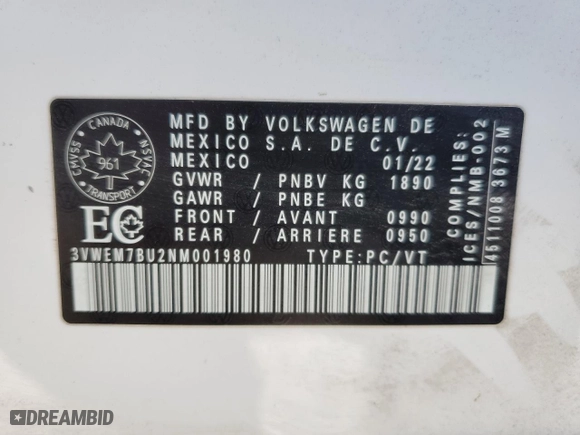 CANADA
CMVSS
NSVAC
961
TRANSPORT
EC
MFD BY VOLKSWAGEN DE
MEXICO S.A. DE C.V.
MEXICO 01/22
GVWR / PNBV KG 1890
GAWR / PNBE KG
FRONT / AVANT 0990
REAR / ARRIERE 0950
3VWEM7BU2NM001980 TYPE:PC/VT
COMPLIES:
ICES/NMB-002
4511008 3673 M
DREAMBID